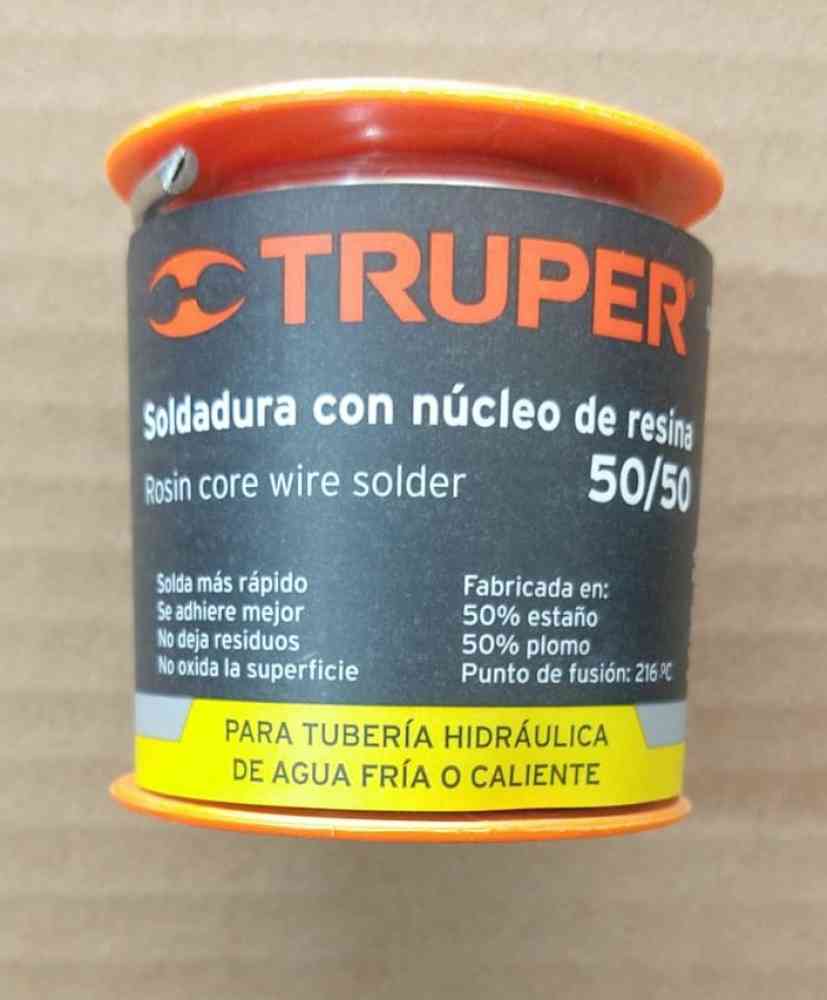 TRUPER
Soldadura con núcleo de resina
Rosin core wire solder
50/50
Solda más rápido
Se adhiere mejor
No deja residuos
No oxida la superficie
Fabricada en:
50% estaño
50% plomo
Punto de fusión: 216 ºC
PARA TUBERÍA HIDRÁULICA
DE AGUA FRÍA O CALIENTE